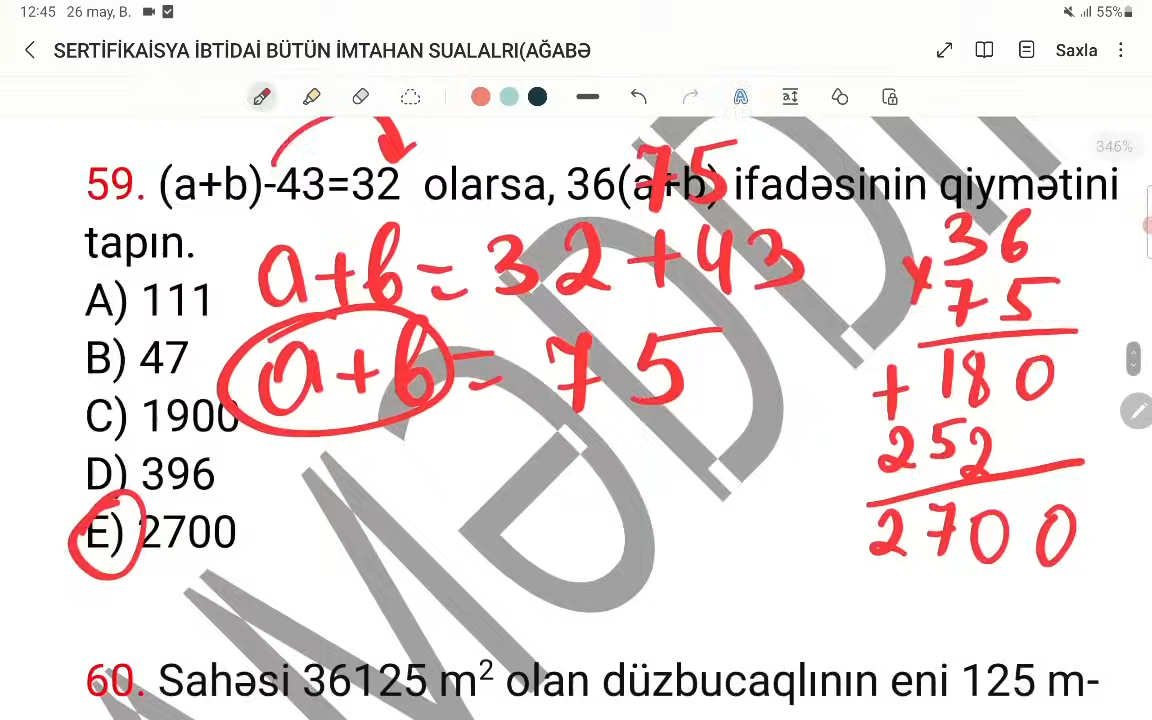 12:45 26 may, B. 55%
SERTİFİKAİSYA İBTİDAİ BÜTÜN İMTAHAN SUALALRI(AĞABƏ
Saxla
346%
75
59. (a+b)-43=32 olarsa, 36(a+b) ifadəsinin qiymətini
tapın.
a+b=32+43
a+b=75
A) 111
B) 47
C) 1900
D) 396
E) 2700
36
×75
180
+252
2700
60. Sahəsi 36125 m² olan düzbucaqlının eni 125 m-